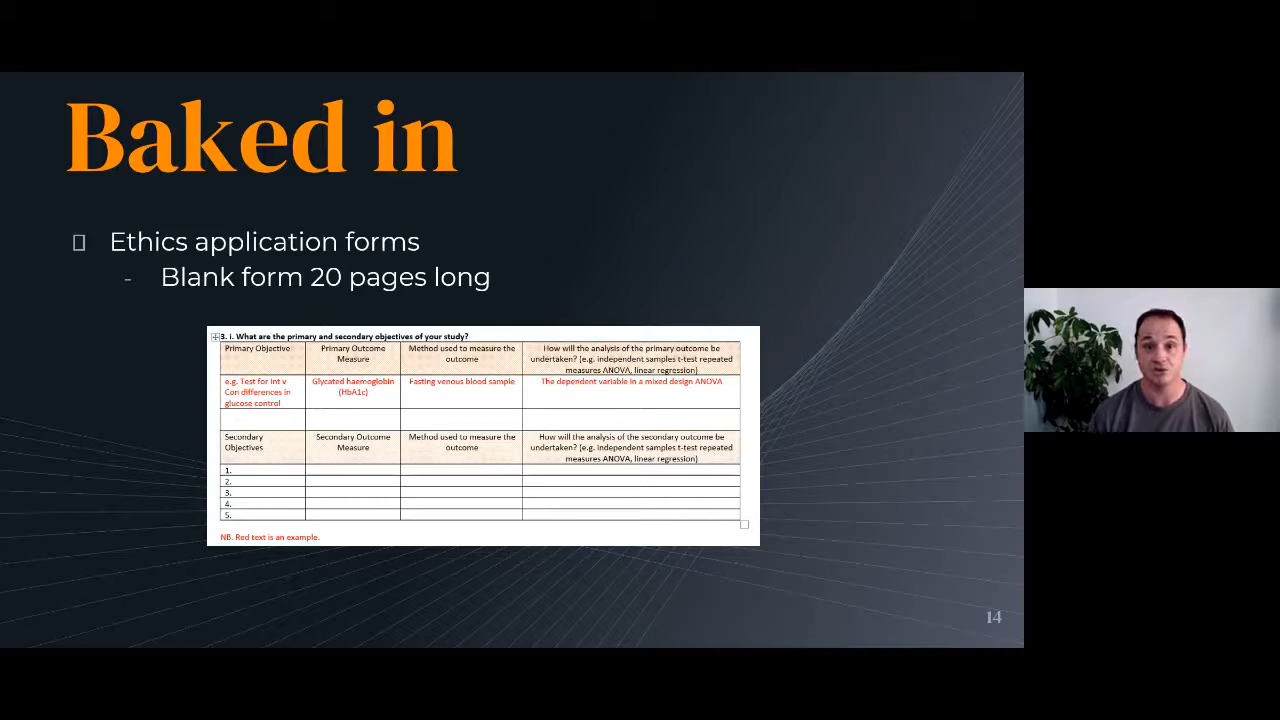 Baked in
Ethics application forms
- Blank form 20 pages long
3. I. What are the primary and secondary objectives of your study?
Primary Objective
Primary Outcome
Measure
Method used to measure the
outcome
How will the analysis of the primary outcome be
undertaken? (e.g. independent samples t-test repeated
measures ANOVA, linear regression)
e.g. Test for Int v
Con differences in
glucose control
Glycated haemoglobin
(HbA1c)
Fasting venous blood sample
The dependent variable in a mixed design ANOVA
Secondary
Objectives
Secondary Outcome
Measure
Method used to measure the
outcome
How will the analysis of the secondary outcome be
undertaken? (e.g. independent samples t-test repeated
measures ANOVA, linear regression)
1.
2.
3.
4.
5.
NB. Red text is an example.
14